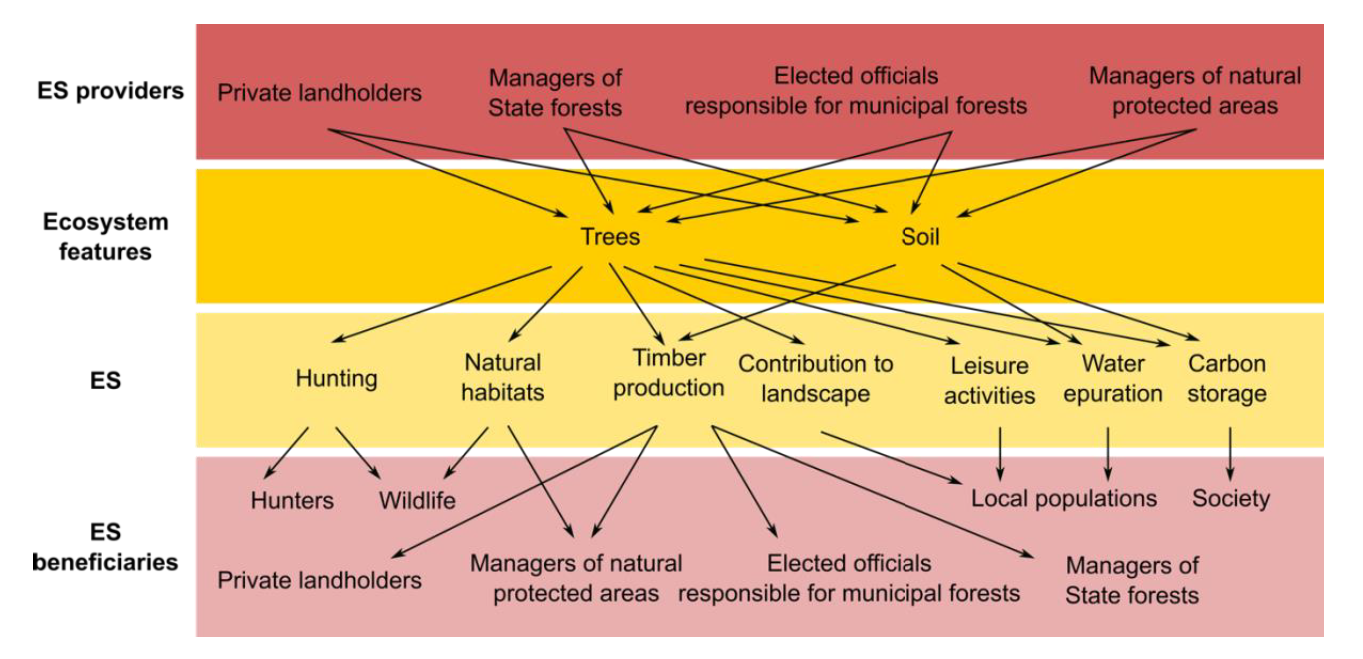 ES providers
Private landholders
Managers of
State forests
Elected officials
responsible for municipal forests
Managers of natural
protected areas
Ecosystem
features
Trees
Soil
ES
Hunting
Natural
habitats
Timber
production
Contribution to
landscape
Leisure
activities
Water
epuration
Carbon
storage
ES
beneficiaries
Hunters
Wildlife
Local populations
Society
Private landholders
Managers of natural
protected areas
Elected officials
responsible for municipal forests
Managers of
State forests